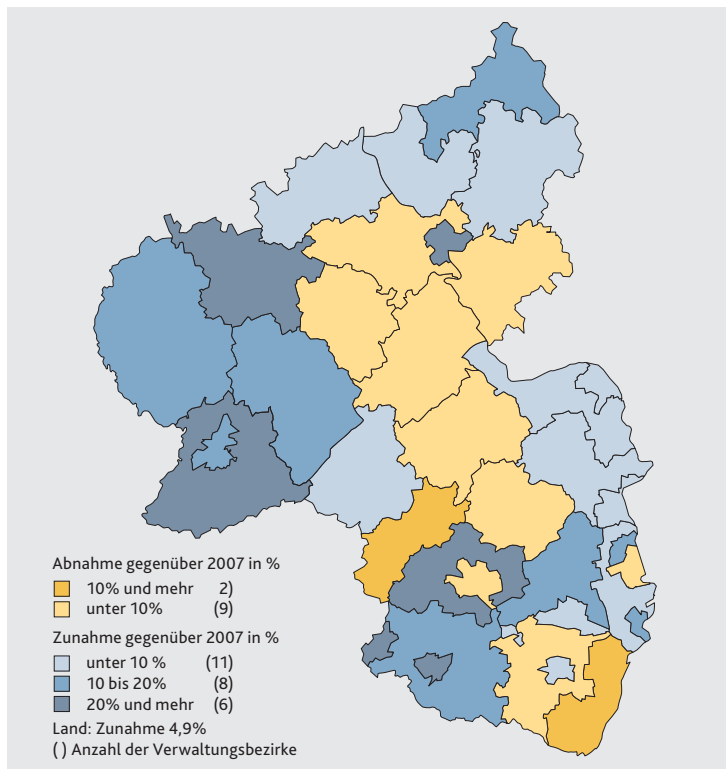 Abnahme gegenüber 2007 in %
10% und mehr 2)
unter 10% (9)
Zunahme gegenüber 2007 in %
unter 10 % (11)
10 bis 20% (8)
20% und mehr (6)
Land: Zunahme 4,9%
( ) Anzahl der Verwaltungsbezirke